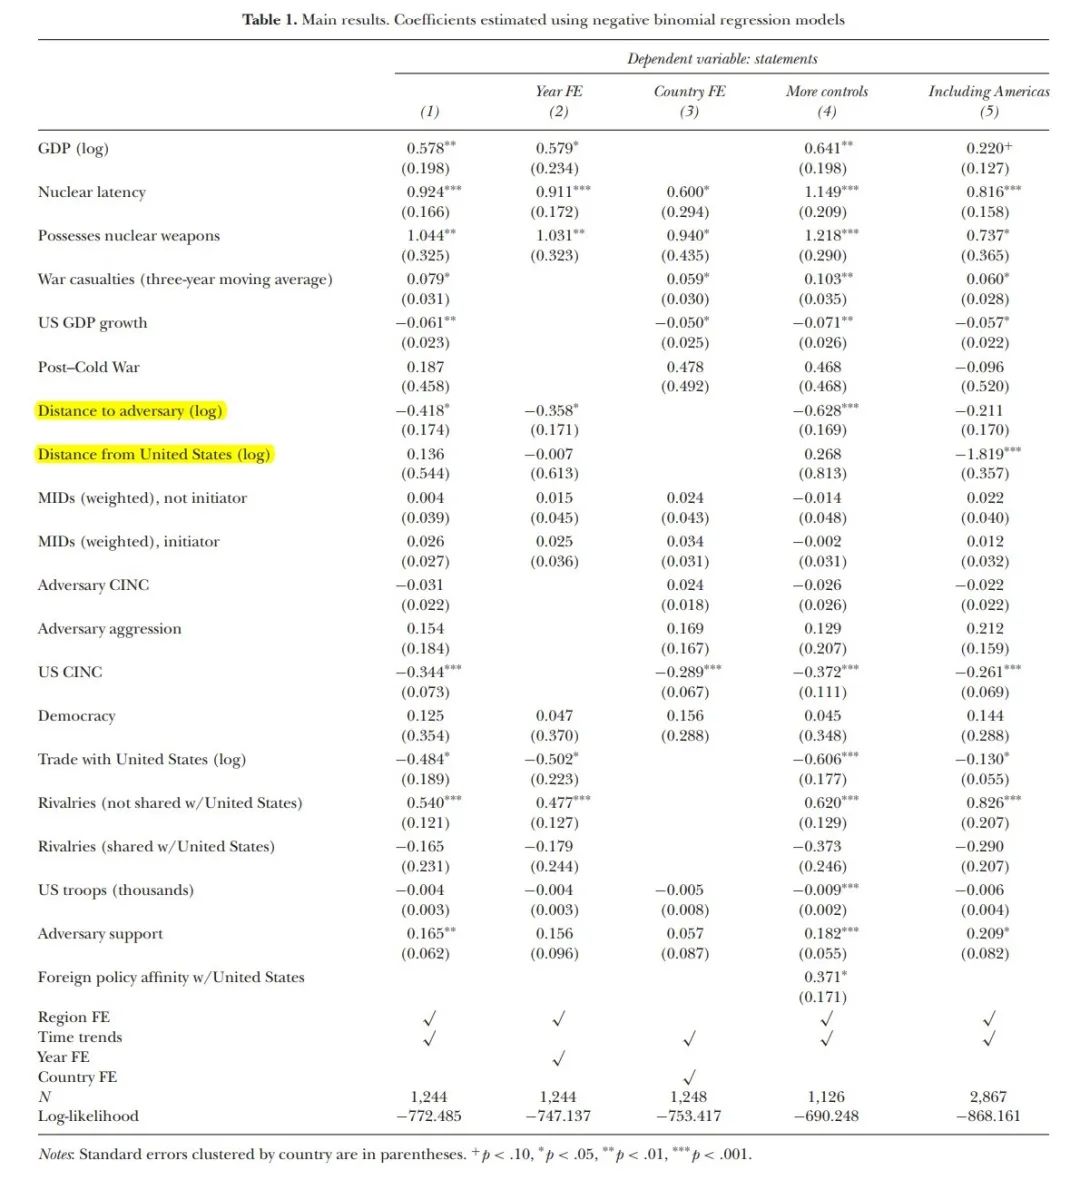 Table 1. Main results. Coefficients estimated using negative binomial regression models
Dependent variable: statements
Year FE Country FE More controls Including Americas
(1) (2) (3) (4) (5)
GDP (log) 0.578** 0.579* 0.641** 0.220+
(0.198) (0.234) (0.198) (0.127)
Nuclear latency 0.924*** 0.911*** 0.600* 1.149*** 0.816***
(0.166) (0.172) (0.294) (0.209) (0.158)
Possesses nuclear weapons 1.044** 1.031** 0.940* 1.218*** 0.737*
(0.325) (0.323) (0.435) (0.290) (0.365)
War casualties (three-year moving average) 0.079* 0.059* 0.103** 0.060*
(0.031) (0.030) (0.035) (0.028)
US GDP growth −0.061** −0.050* −0.071** −0.057*
(0.023) (0.025) (0.026) (0.022)
Post–Cold War 0.187 0.478 0.468 −0.096
(0.458) (0.492) (0.468) (0.520)
Distance to adversary (log) −0.418* −0.358* −0.628*** −0.211
(0.174) (0.171) (0.169) (0.170)
Distance from United States (log) 0.136 −0.007 0.268 −1.819***
(0.544) (0.613) (0.813) (0.357)
MIDs (weighted), not initiator 0.004 0.015 0.024 −0.014 0.022
(0.039) (0.045) (0.043) (0.048) (0.040)
MIDs (weighted), initiator 0.026 0.025 0.034 −0.002 0.012
(0.027) (0.036) (0.031) (0.031) (0.032)
Adversary CINC −0.031 0.024 −0.026 −0.022
(0.022) (0.018) (0.026) (0.022)
Adversary aggression 0.154 0.169 0.129 0.212
(0.184) (0.167) (0.207) (0.159)
US CINC −0.344*** −0.289*** −0.372*** −0.261***
(0.073) (0.067) (0.111) (0.069)
Democracy 0.125 0.047 0.156 0.045 0.144
(0.354) (0.370) (0.288) (0.348) (0.288)
Trade with United States (log) −0.484* −0.502* −0.606*** −0.130*
(0.189) (0.223) (0.177) (0.055)
Rivalries (not shared w/United States) 0.540*** 0.477*** 0.620*** 0.826***
(0.121) (0.127) (0.129) (0.207)
Rivalries (shared w/United States) −0.165 −0.179 −0.373 −0.290
(0.231) (0.244) (0.246) (0.207)
US troops (thousands) −0.004 −0.004 −0.005 −0.009*** −0.006
(0.003) (0.003) (0.008) (0.002) (0.004)
Adversary support 0.165** 0.156 0.057 0.182*** 0.209*
(0.062) (0.096) (0.087) (0.055) (0.082)
Foreign policy affinity w/United States 0.371*
(0.171)
Region FE √ √ √ √
Time trends √ √ √ √
Year FE √
Country FE √
N 1,244 1,244 1,248 1,126 2,867
Log-likelihood −772.485 −747.137 −753.417 −690.248 −868.161
Notes: Standard errors clustered by country are in parentheses. +p < .10, *p < .05, **p < .01, ***p < .001.